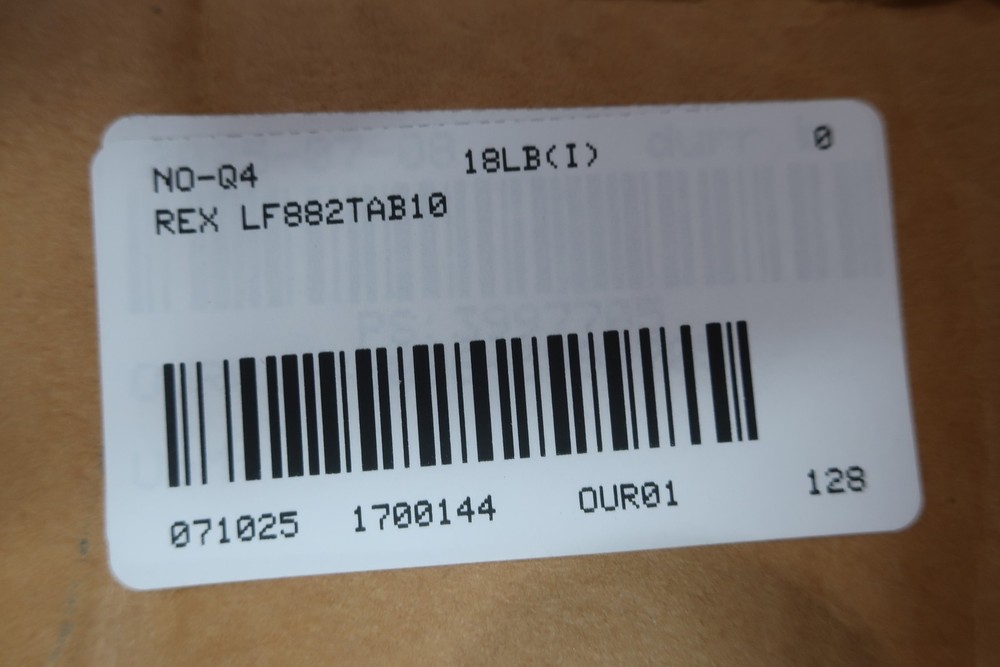 NO-Q4 18LB(I) 0
REX LF882TAB10
071025 1700144 OUR01 128